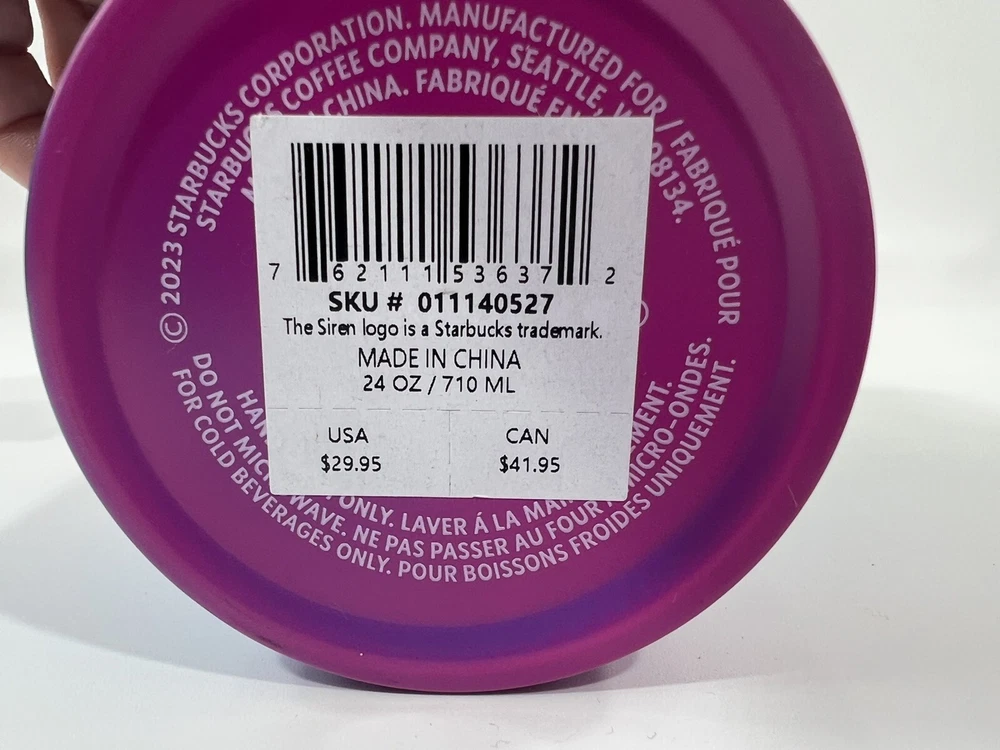 © 2023 STARBUCKS CORPORATION. MANUFACTURED FOR / FABRIQUÉ POUR
STARBUCKS COFFEE COMPANY, SEATTLE, 98134.
CHINA. FABRIQUÉ EN
7 62111 53637 2
SKU # 011140527
The Siren logo is a Starbucks trademark.
MADE IN CHINA
24 OZ / 710 ML
USA CAN
$29.95 $41.95
ONLY. LAVER Á LA MAIN
DO NOT MICROWAVE. NE PAS PASSER AU FOUR MICRO-ONDES.
FOR COLD BEVERAGES ONLY. POUR BOISSONS FROIDES UNIQUEMENT.